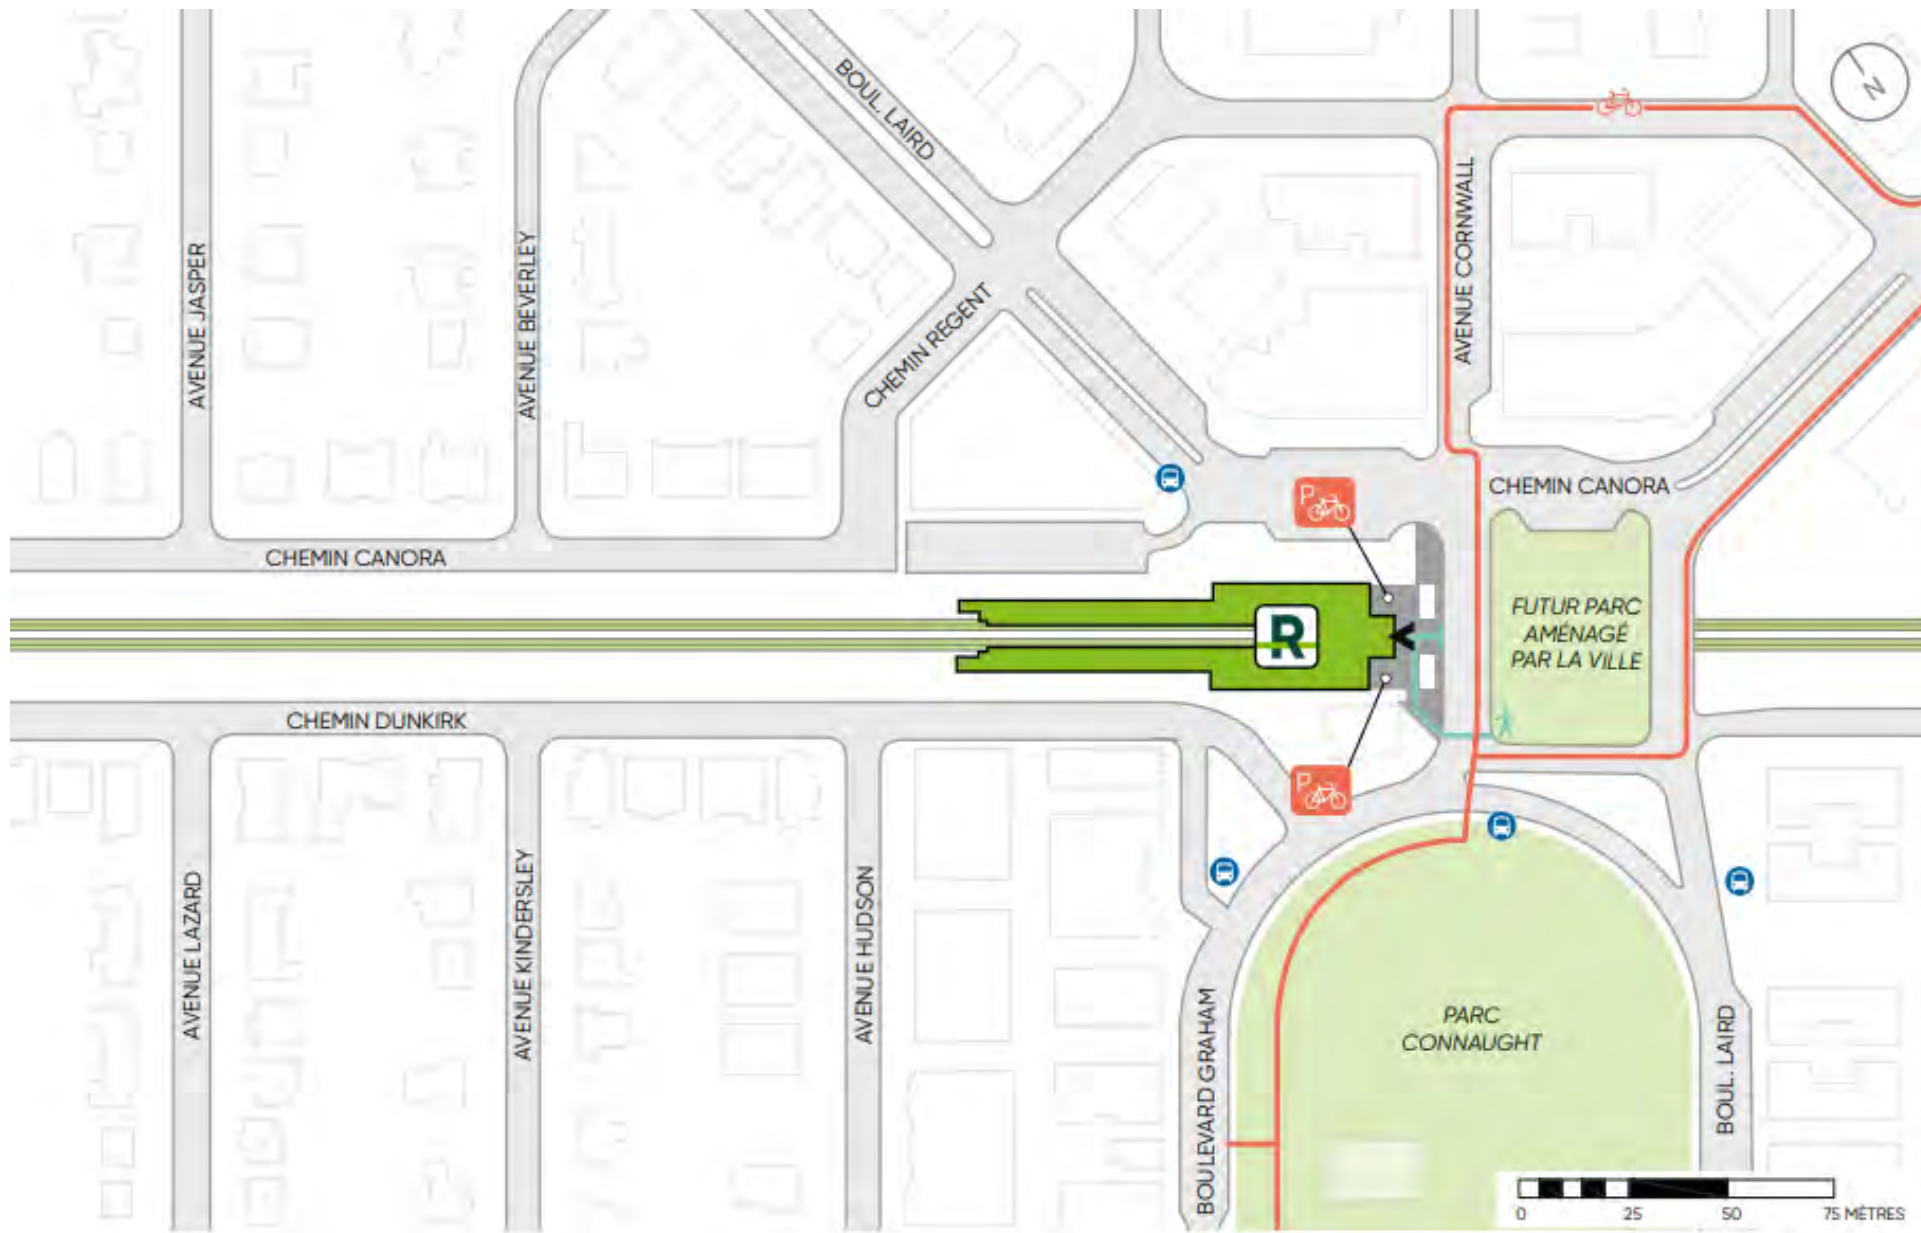 BOUL. LAIRD
N
AVENUE JASPER
AVENUE BEVERLEY
CHEMIN REGENT
AVENUE CORNWALL
P
CHEMIN CANORA
CHEMIN CANORA
R
FUTUR PARC
AMÉNAGÉ
PAR LA VILLE
CHEMIN DUNKIRK
P
AVENUE LAZARD
AVENUE KINDERSLEY
AVENUE HUDSON
BOULEVARD GRAHAM
PARC
CONNAUGHT
BOUL. LAIRD
0 25 50 75 MÈTRES